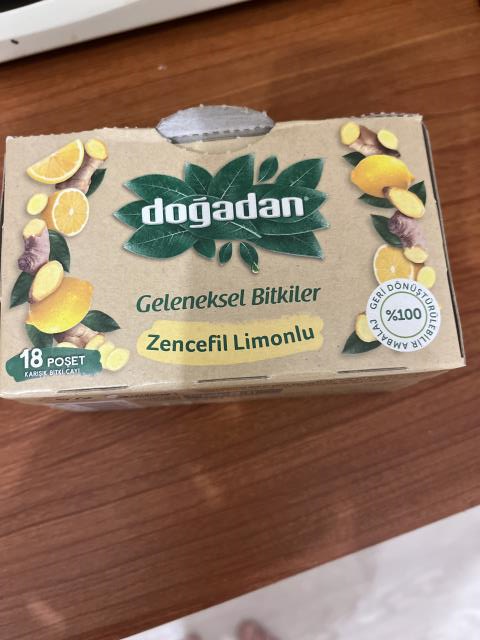 doğadan
Geleneksel Bitkiler
Zencefil Limonlu
18 POŞET
KARIŞIK BİTKİ ÇAYI
GERİ DÖNÜŞTÜRÜLEBİLİR AMBALAJ
%100